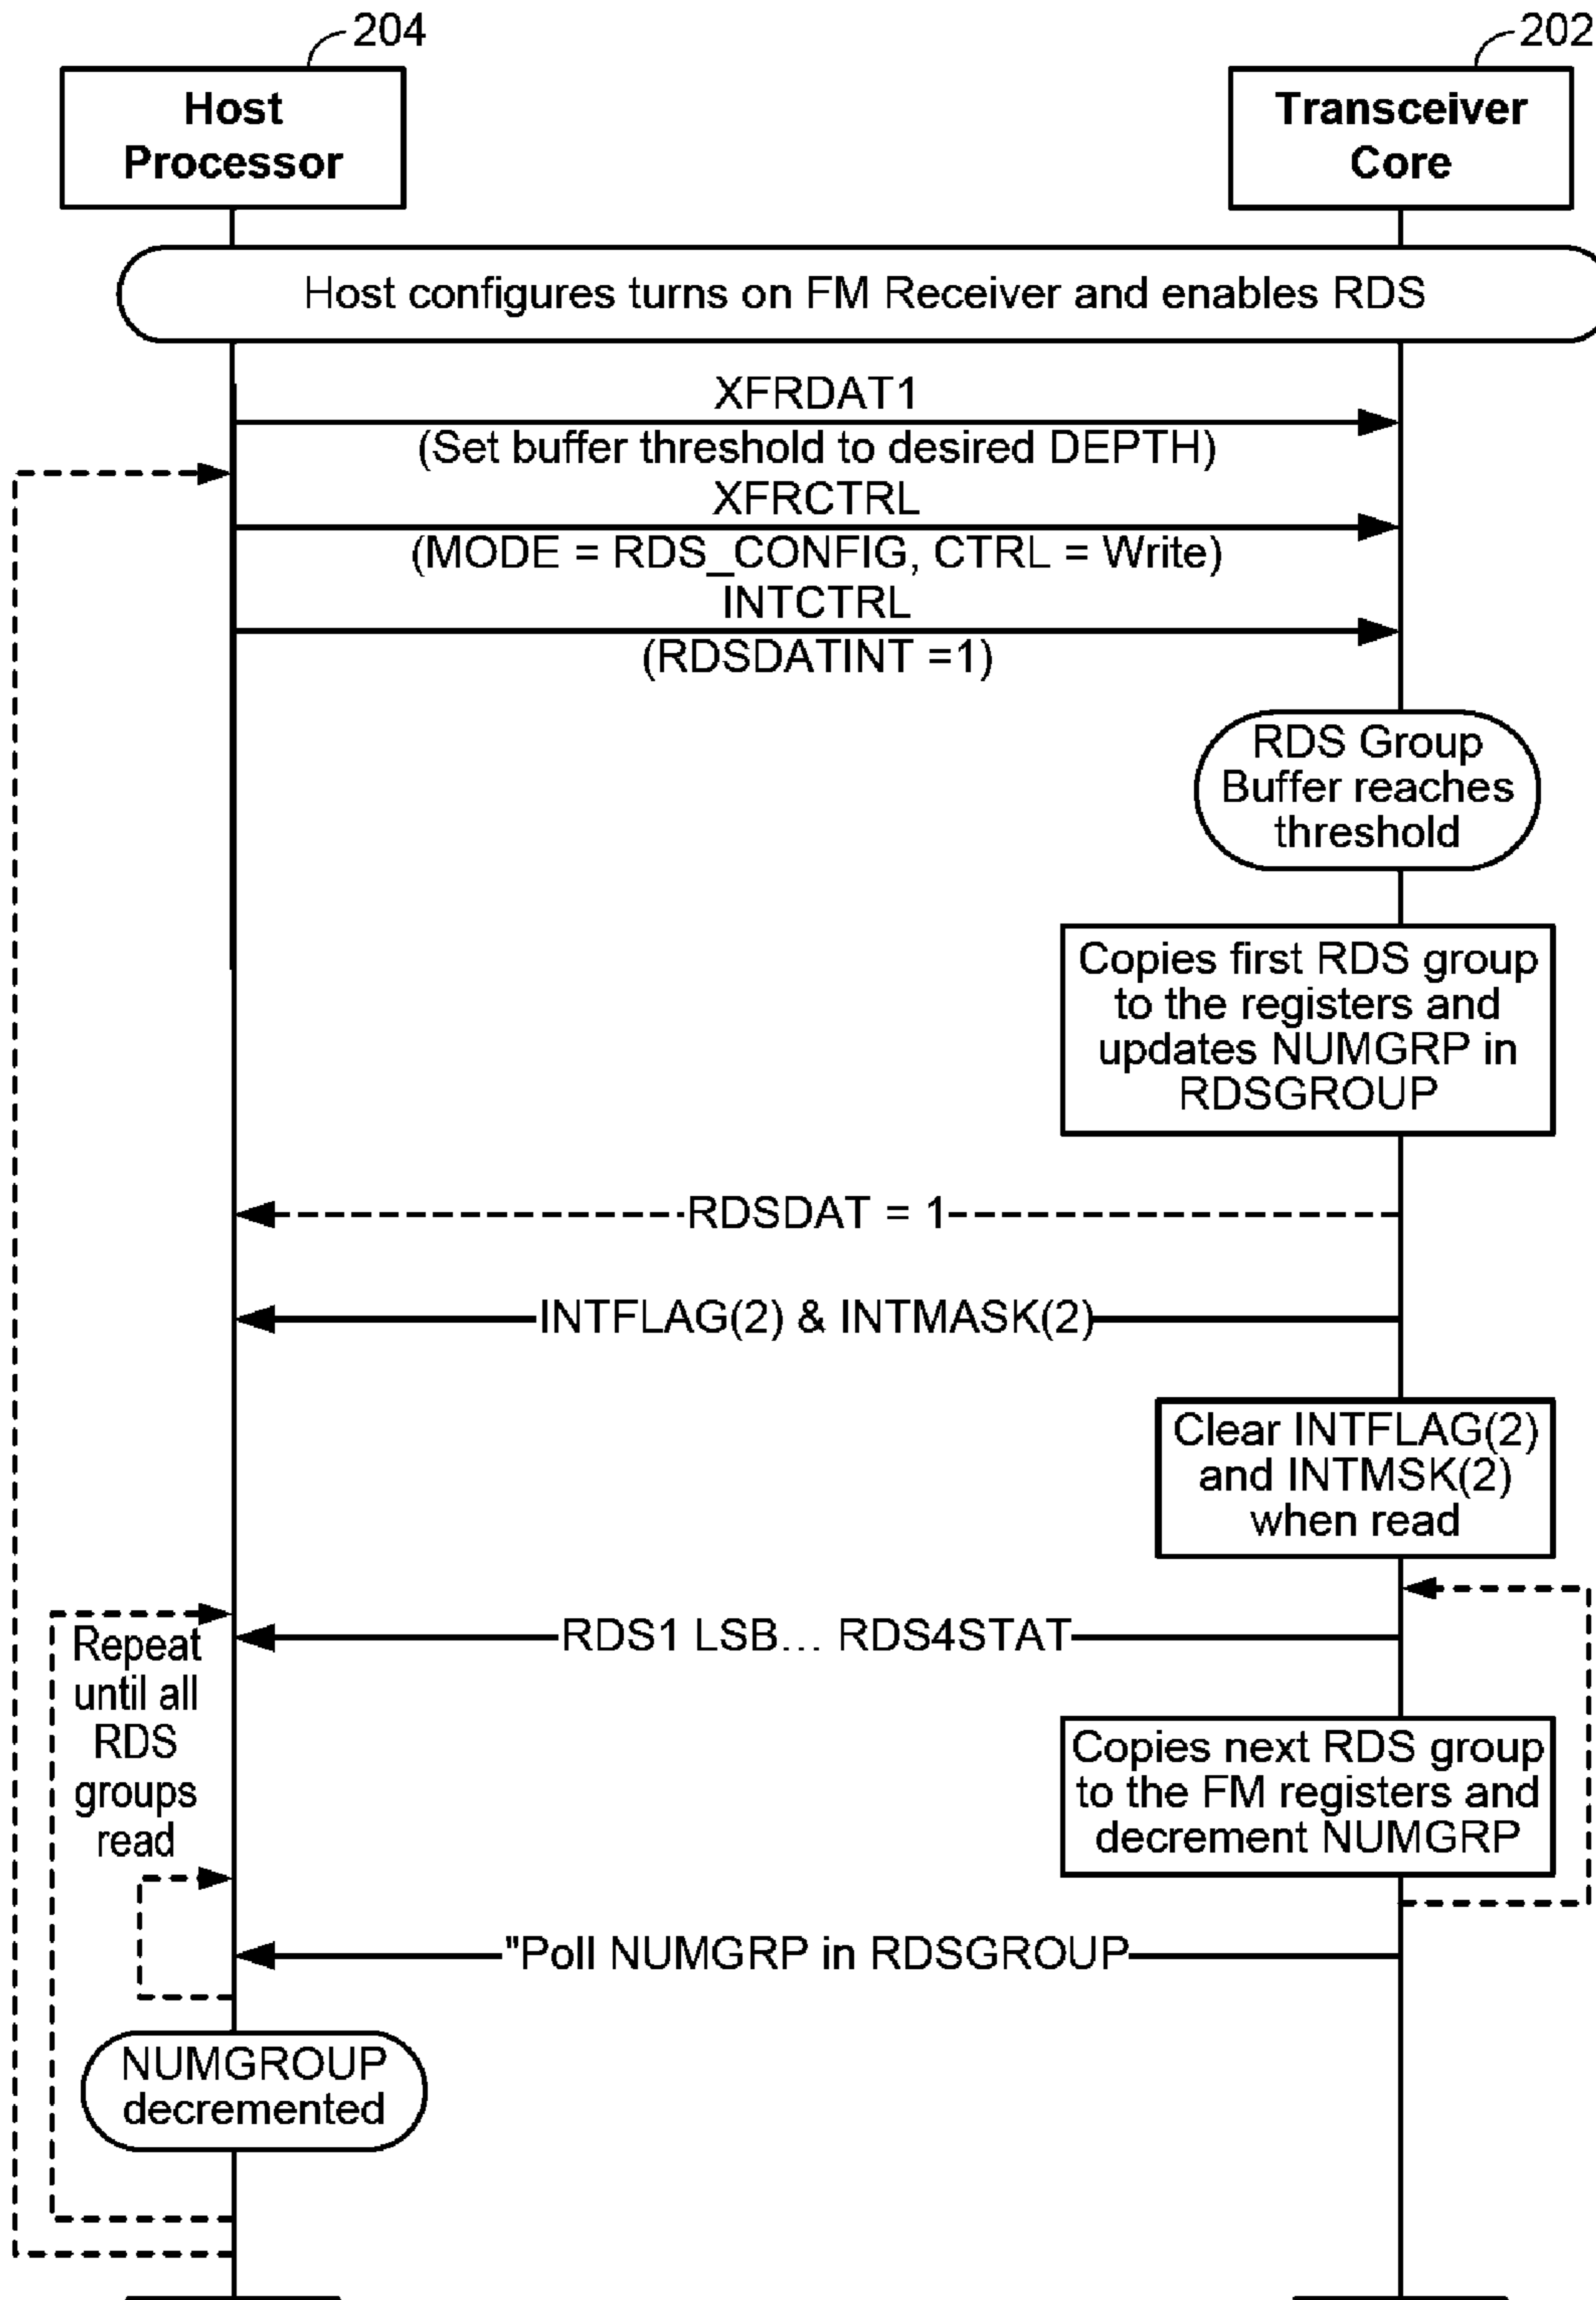 204
202
Host
Processor
Transceiver
Core
Host configures turns on FM Receiver and enables RDS
XFRDAT1
(Set buffer threshold to desired DEPTH)
XFRCTRL
(MODE = RDS_CONFIG, CTRL = Write)
INTCTRL
(RDSDATINT =1)
RDS Group
Buffer reaches
threshold
Copies first RDS group
to the registers and
updates NUMGRP in
RDSGROUP
RDSDAT = 1
INTFLAG(2) & INTMASK(2)
Clear INTFLAG(2)
and INTMSK(2)
when read
RDS1 LSB... RDS4STAT
Repeat
until all
RDS
groups
read
Copies next RDS group
to the FM registers and
decrement NUMGRP
"Poll NUMGRP in RDSGROUP
NUMGROUP
decremented